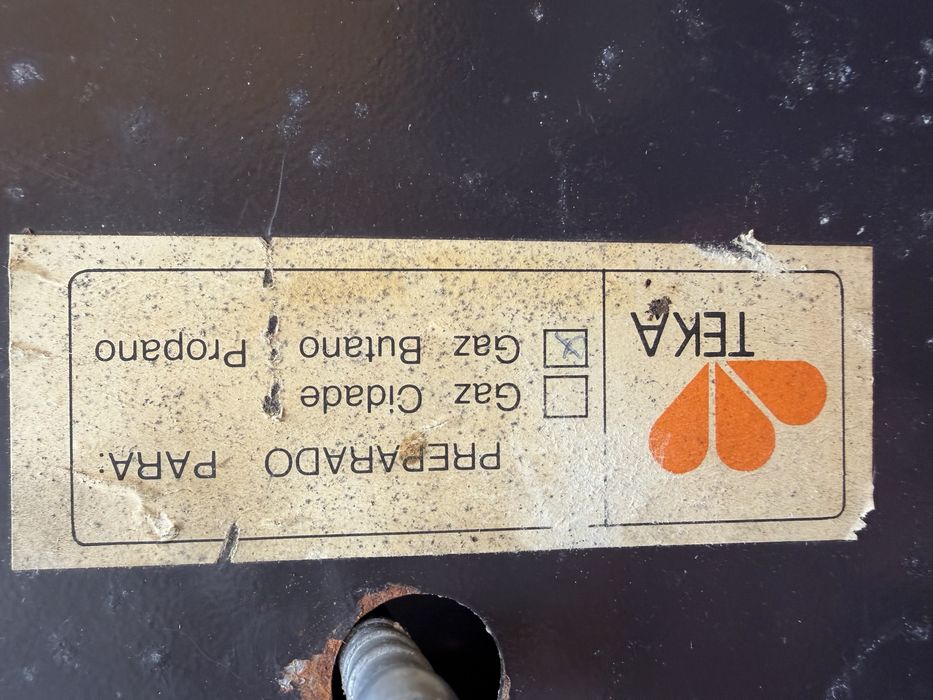 TEKA
PREPARADO PARA:
Gaz Cidade
Gaz Butano Propano